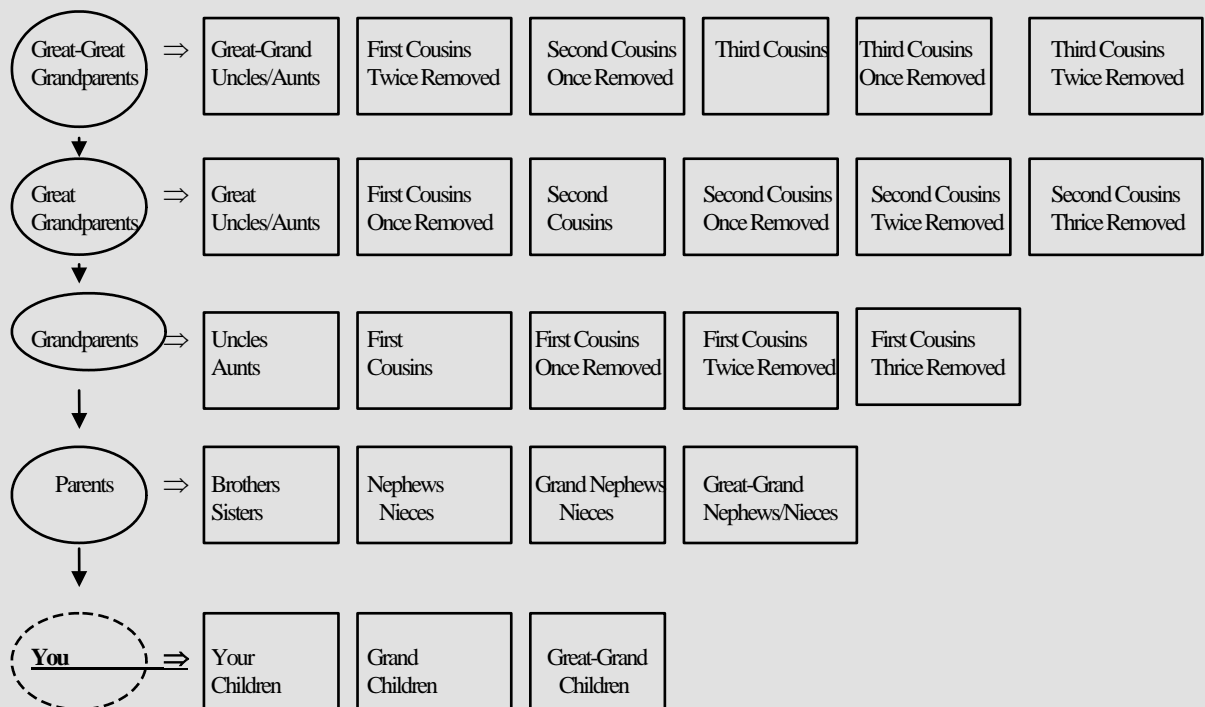 Great-Great
Grandparents
⇒
Great-Grand
Uncles/Aunts
First Cousins
Twice Removed
Second Cousins
Once Removed
Third Cousins
Third Cousins
Once Removed
Third Cousins
Twice Removed
Great
Grandparents
⇒
Great
Uncles/Aunts
First Cousins
Once Removed
Second
Cousins
Second Cousins
Once Removed
Second Cousins
Twice Removed
Second Cousins
Thrice Removed
Grandparents
⇒
Uncles
Aunts
First
Cousins
First Cousins
Once Removed
First Cousins
Twice Removed
First Cousins
Thrice Removed
Parents
⇒
Brothers
Sisters
Nephews
Nieces
Grand Nephews
Nieces
Great-Grand
Nephews/Nieces
You
⇒
Your
Children
Grand
Children
Great-Grand
Children